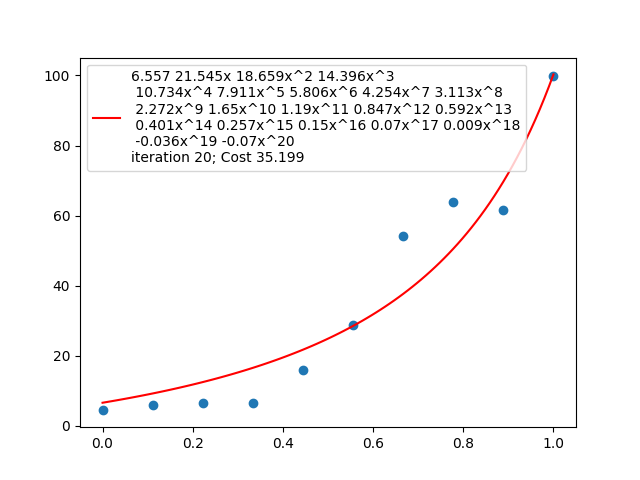 6.557 21.545x 18.659x^2 14.396x^3
10.734x^4 7.911x^5 5.806x^6 4.254x^7 3.113x^8
2.272x^9 1.65x^10 1.19x^11 0.847x^12 0.592x^13
0.401x^14 0.257x^15 0.15x^16 0.07x^17 0.009x^18
-0.036x^19 -0.07x^20
iteration 20; Cost 35.199
100
80
60
40
20
0
0.0 0.2 0.4 0.6 0.8 1.0